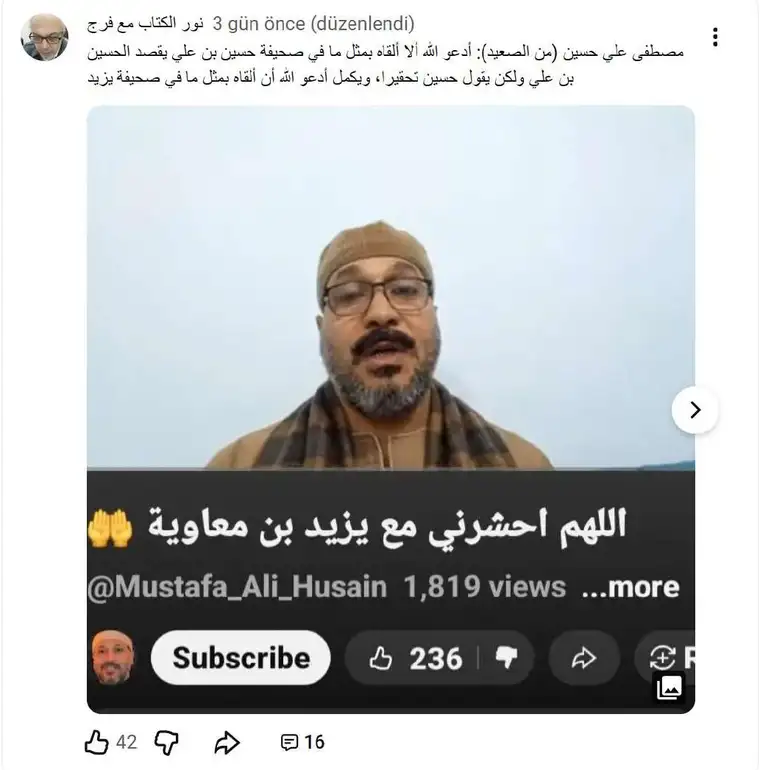 نور الكتاب مع فرج 3 gün önce (düzenlendi)
مصطفى علي حسين (من الصعيد): أدعو الله ألا ألقاه بمثل ما في صحيفة حسين بن علي يقصد الحسين
بن علي ولكن يقول حسين تحقيرا، ويكمل أدعو الله أن ألقاه بمثل ما في صحيفة يزيد
اللهم احشرني مع يزيد بن معاوية 🤲
@Mustafa_Ali_Husain 1,819 views ...more
Subscribe 236 R
42 16